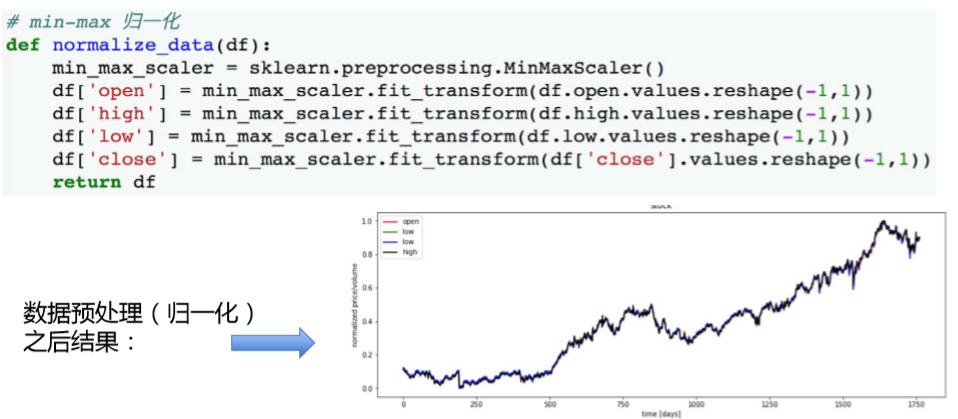 # min-max 归一化
def normalize_data(df):
    min_max_scaler = sklearn.preprocessing.MinMaxScaler()
    df['open'] = min_max_scaler.fit_transform(df.open.values.reshape(-1,1))
    df['high'] = min_max_scaler.fit_transform(df.high.values.reshape(-1,1))
    df['low'] = min_max_scaler.fit_transform(df.low.values.reshape(-1,1))
    df['close'] = min_max_scaler.fit_transform(df['close'].values.reshape(-1,1))
    return df
数据预处理（归一化）
之后结果：
stock
open
low
low
high
normalized price/volume
1.0
0.8
0.6
0.4
0.2
0.0
0 250 500 750 1000 1250 1500 1750
time [days]